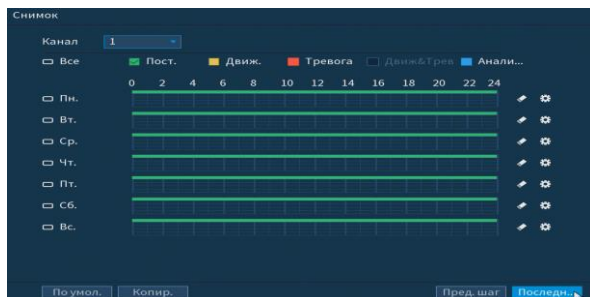 Снимок
Канал 1
Все Пост. Движ. Тревога Движ&Трев Анали...
0 2 4 6 8 10 12 14 16 18 20 22 24
Пн.
Вт.
Ср.
Чт.
Пт.
Сб.
Вс.
По умол. Копир. Пред. шаг Последн...